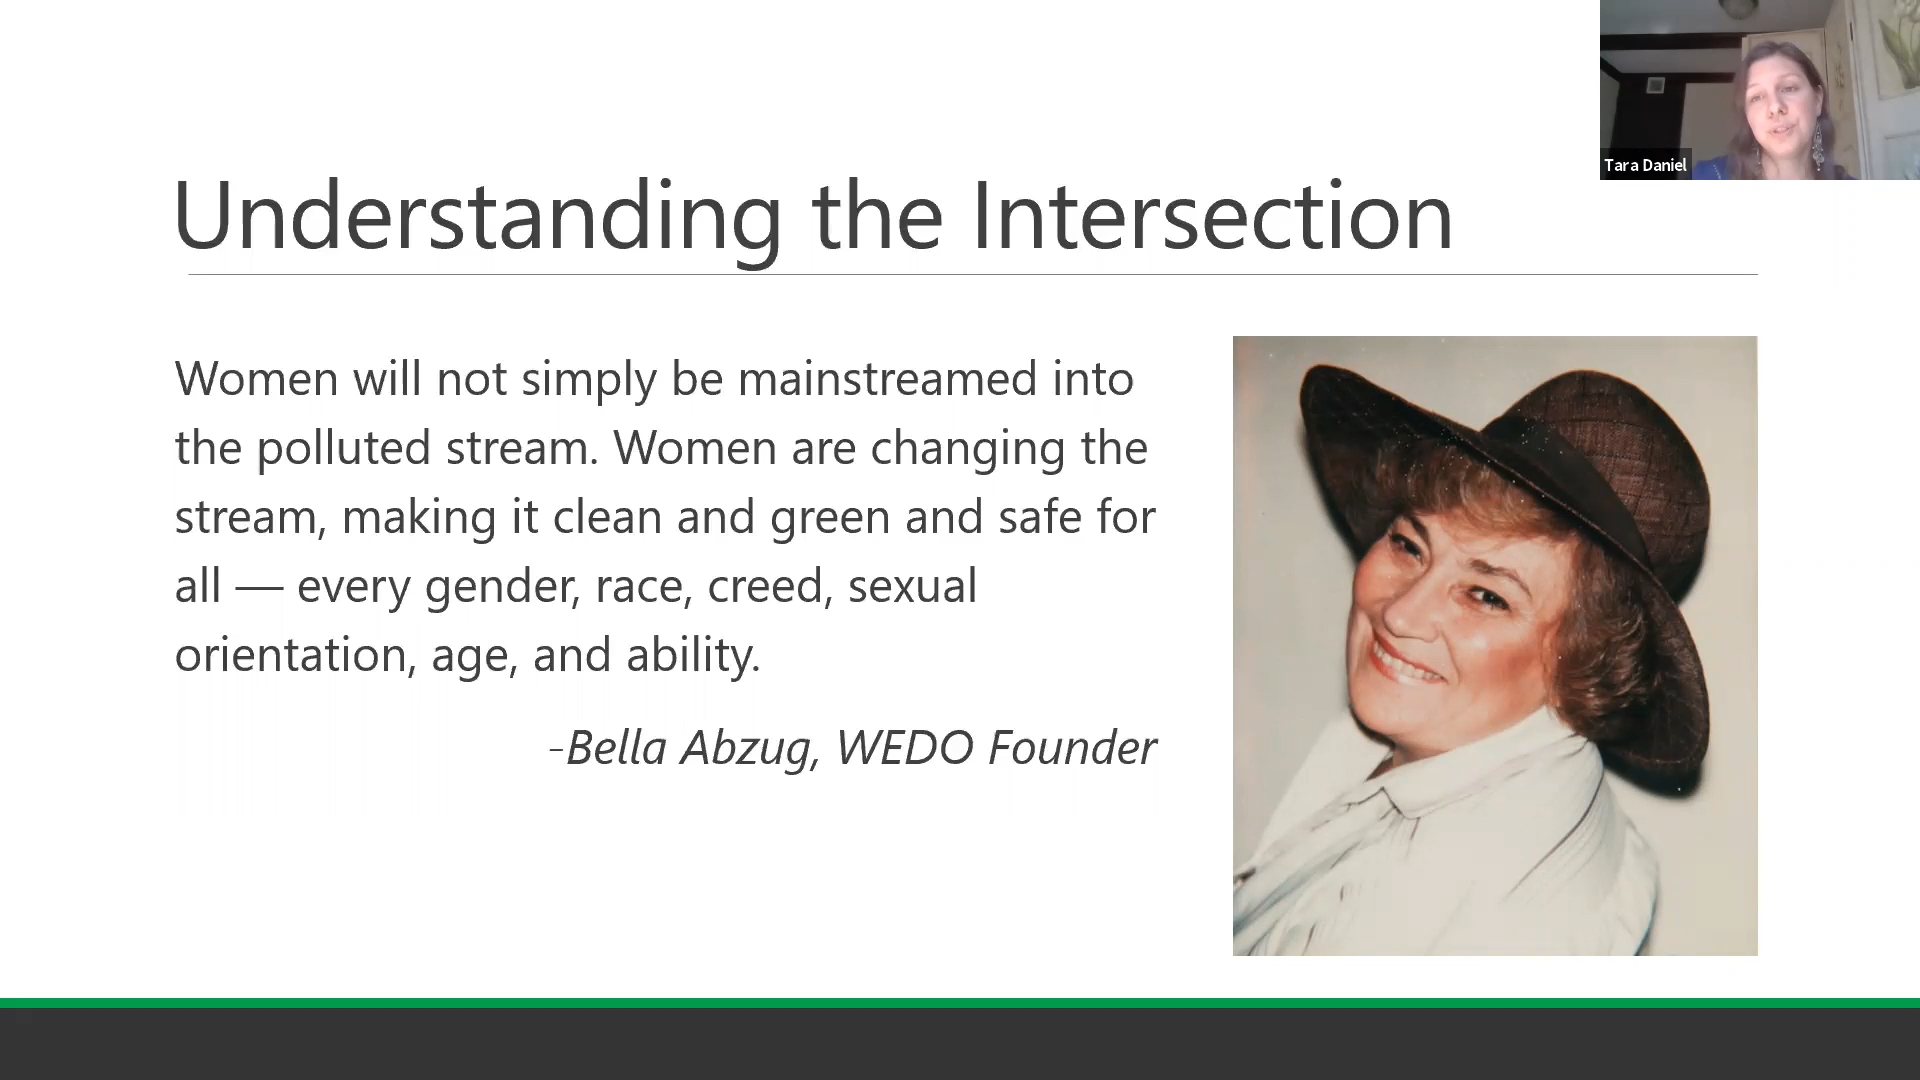 Tara Daniel
Understanding the Intersection
Women will not simply be mainstreamed into
the polluted stream. Women are changing the
stream, making it clean and green and safe for
all — every gender, race, creed, sexual
orientation, age, and ability.
-Bella Abzug, WEDO Founder